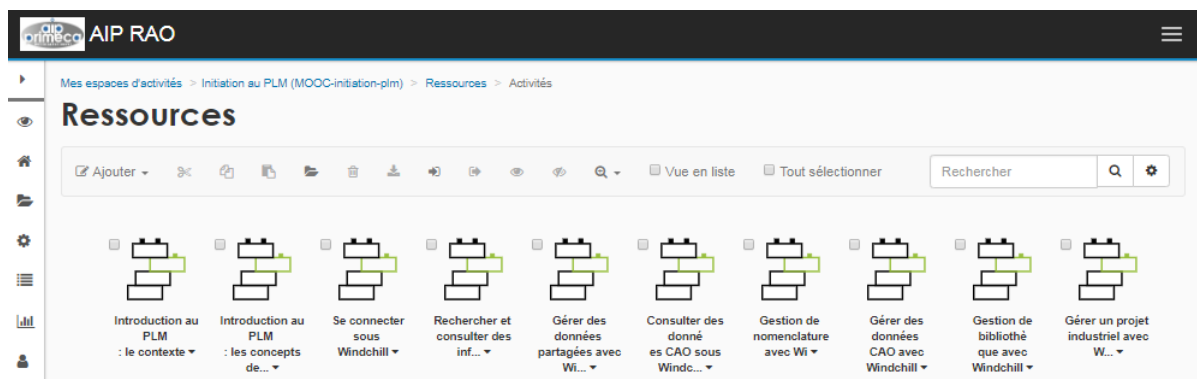 aip
primeca
AIP RAO
Mes espaces d'activités > Initiation au PLM (MOOC-initiation-plm) > Ressources > Activités
Ressources
Ajouter
Vue en liste
Tout sélectionner
Rechercher
Introduction au
PLM
: le contexte
Introduction au
PLM
: les concepts
de...
Se connecter
sous
Windchill
Rechercher et
consulter des
inf...
Gérer des
données
partagées avec
Wi...
Consulter des
donné
es CAO sous
Windc...
Gestion de
nomenclature
avec Wi
Gérer des
données
CAO avec
Windchill
Gestion de
bibliothè
que avec
Windchill
Gérer un projet
industriel avec
W...